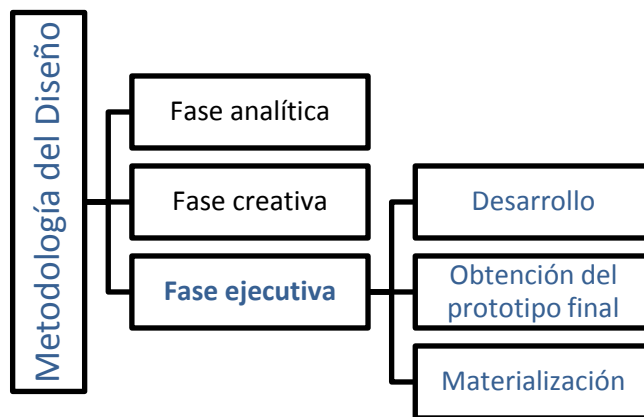 Metodología del Diseño
Fase analítica
Fase creativa
Fase ejecutiva
Desarrollo
Obtención del
prototipo final
Materialización